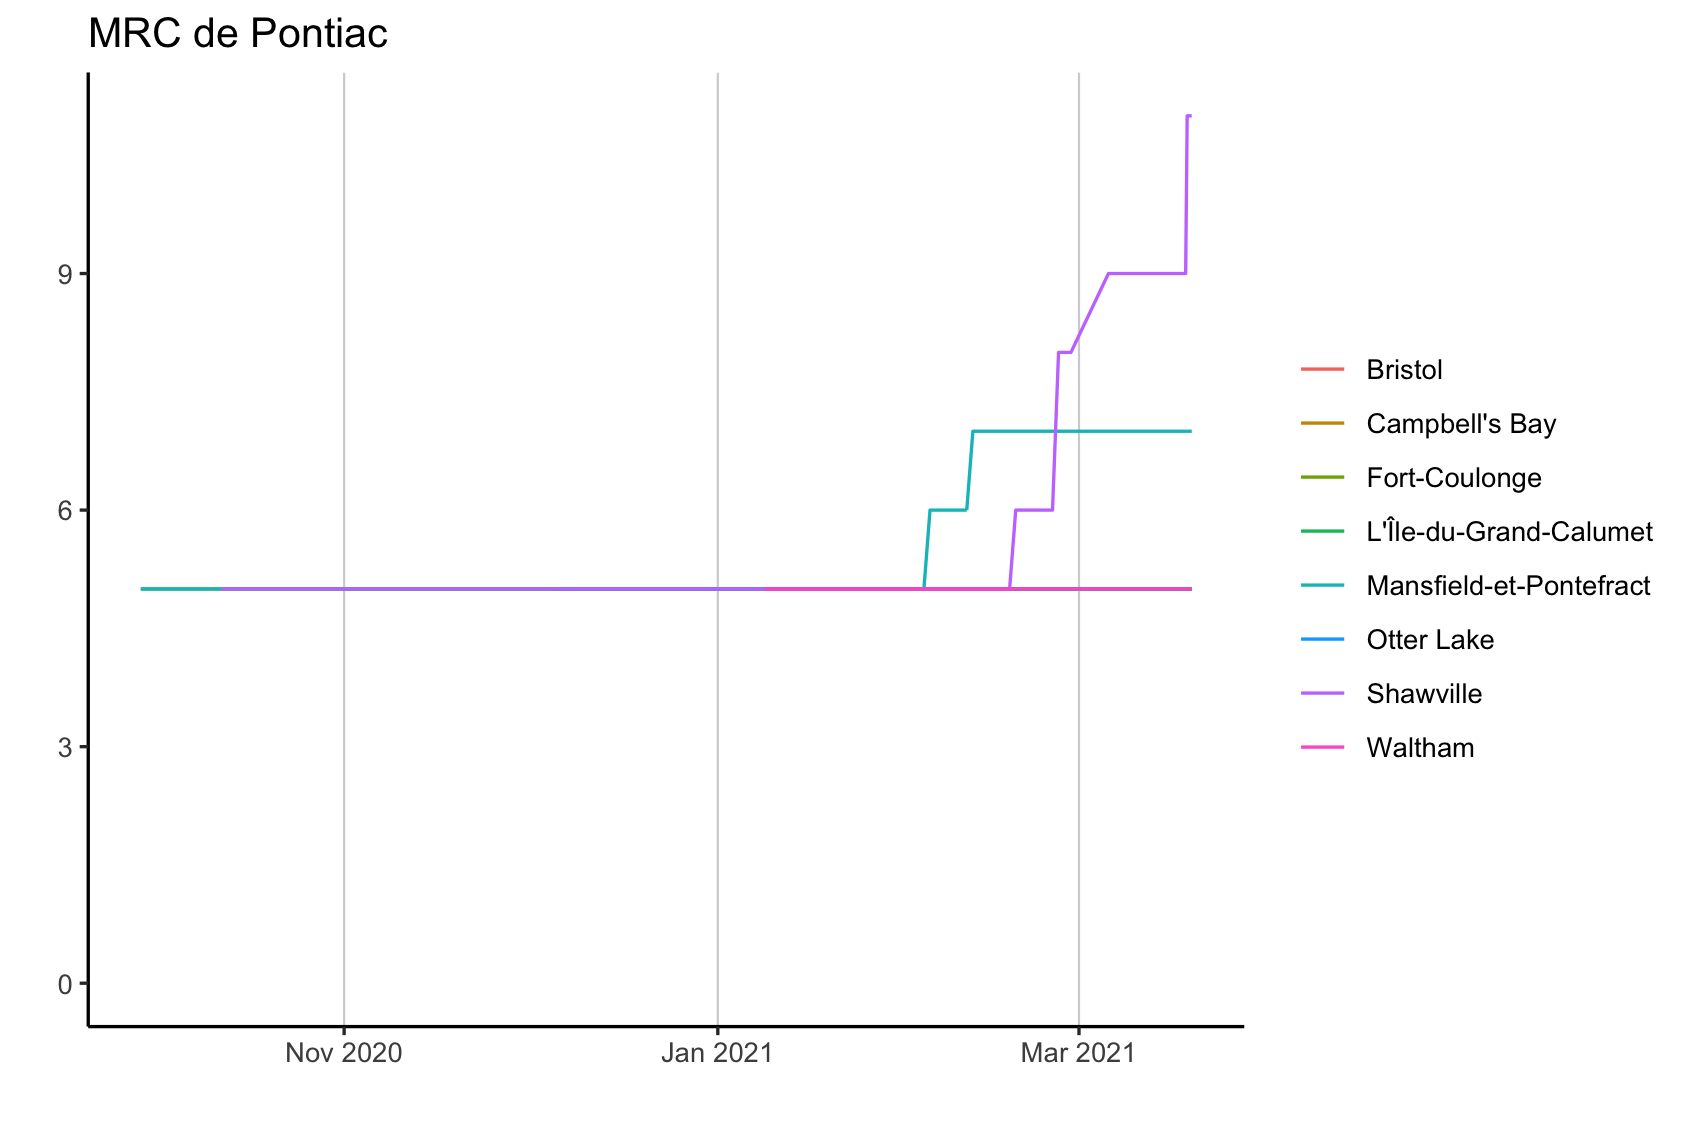 MRC de Pontiac
9
6
3
0
Nov 2020
Jan 2021
Mar 2021
Bristol
Campbell's Bay
Fort-Coulonge
L'Île-du-Grand-Calumet
Mansfield-et-Pontefract
Otter Lake
Shawville
Waltham